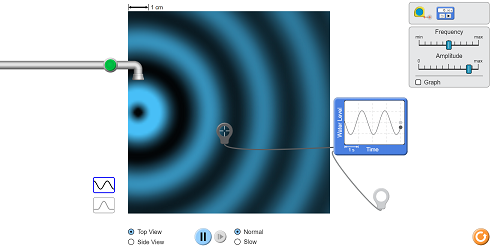 1 cm
Frequency
min
max
Amplitude
0
max
Graph
Water Level
1 s
Time
Top View
Normal
Side View
Slow